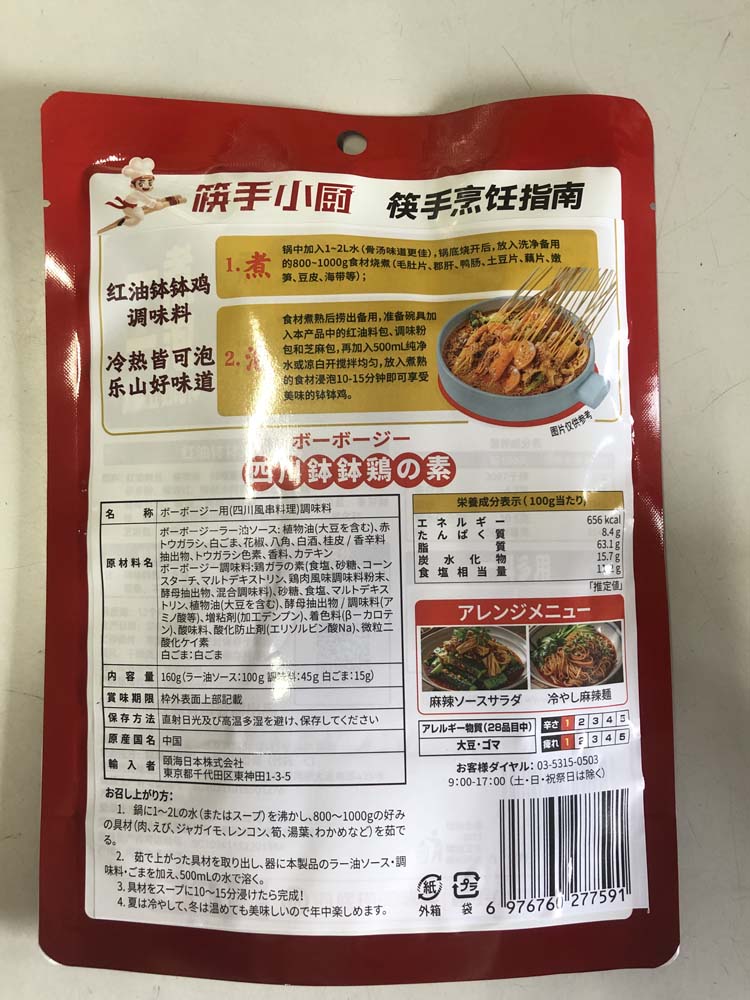 筷手小厨 筷手烹饪指南
红油钵钵鸡
调味料
冷热皆可泡
乐山好味道
1.煮
锅中加入1~2L水(骨汤味道更佳),锅底烧开后,放入洗净备用
的800~1000g食材烧煮(毛肚片、郡肝、鸭肠、土豆片、藕片、嫩
笋、豆皮、海带等);
2.
食材煮熟后捞出备用,准备碗具加
入本产品中的红油料包、调味粉
包和芝麻包,再加入500mL纯净
水或凉白开搅拌均匀,放入煮熟
的食材浸泡10-15分钟即可享受
美味的钵钵鸡。
图片仅供参考
ボーボージー
四川鉢鉢鶏の素
名称 ボーボージー用(四川風串料理)調味料
原材料名
ボーボージーラー油ソース:植物油(大豆を含む)、赤
トウガラシ、白ごま、花椒、八角、白酒、桂皮/香辛料
抽出物、トウガラシ色素、香料、カテキン
ボーボージー調味料:鶏ガラの素(食塩、砂糖、コーン
スターチ、マルトデキストリン、鶏肉風味調味料粉末、
酵母抽出物、混合調味料)、砂糖、食塩、マルトデキス
トリン、植物油(大豆を含む)、酵母抽出物/調味料(ア
ミノ酸等)、増粘剤(加工デンプン)、着色料(β-カロテ
ン)、酸味料、酸化防止剤(エリソルビン酸Na)、微粒二
酸化ケイ素
白ごま:白ごま
内容量 160g(ラー油ソース:100g 調味料:45g 白ごま:15g)
賞味期限 枠外表面上部記載
保存方法 直射日光及び高温多湿を避け、保存してください
原産国名 中国
輸入者 頤海日本株式会社
東京都千代田区東神田1-3-5
栄養成分表示(100g当たり)
エネルギー 656 kcal
たんぱく質 8.4g
脂質 63.1g
炭水化物 15.7g
食塩相当量
「推定値」
アレンジメニュー
麻辣ソースサラダ 冷やし麻辣麺
アレルギー物質(28品目中)
大豆・ゴマ
辛さ 1 2 3 4 5
痺れ 1 2 3 4 5
お客様ダイヤル:03-5315-0503
9:00-17:00(土・日・祝祭日は除く)
お召し上がり方:
1. 鍋に1~2Lの水(またはスープ)を沸かし、800~1000gの好み
の具材(肉、えび、ジャガイモ、レンコン、筍、湯葉、わかめなど)を茹で
る。
2. 茹で上がった具材を取り出し、器に本製品のラー油ソース・調
味料・ごまを加え、500mLの水で溶く。
3.具材をスープに10~15分浸けたら完成!
4.夏は冷やして、冬は温めても美味しいので年中楽しめます。
紙 プラ
外箱 袋
6 976760 277591